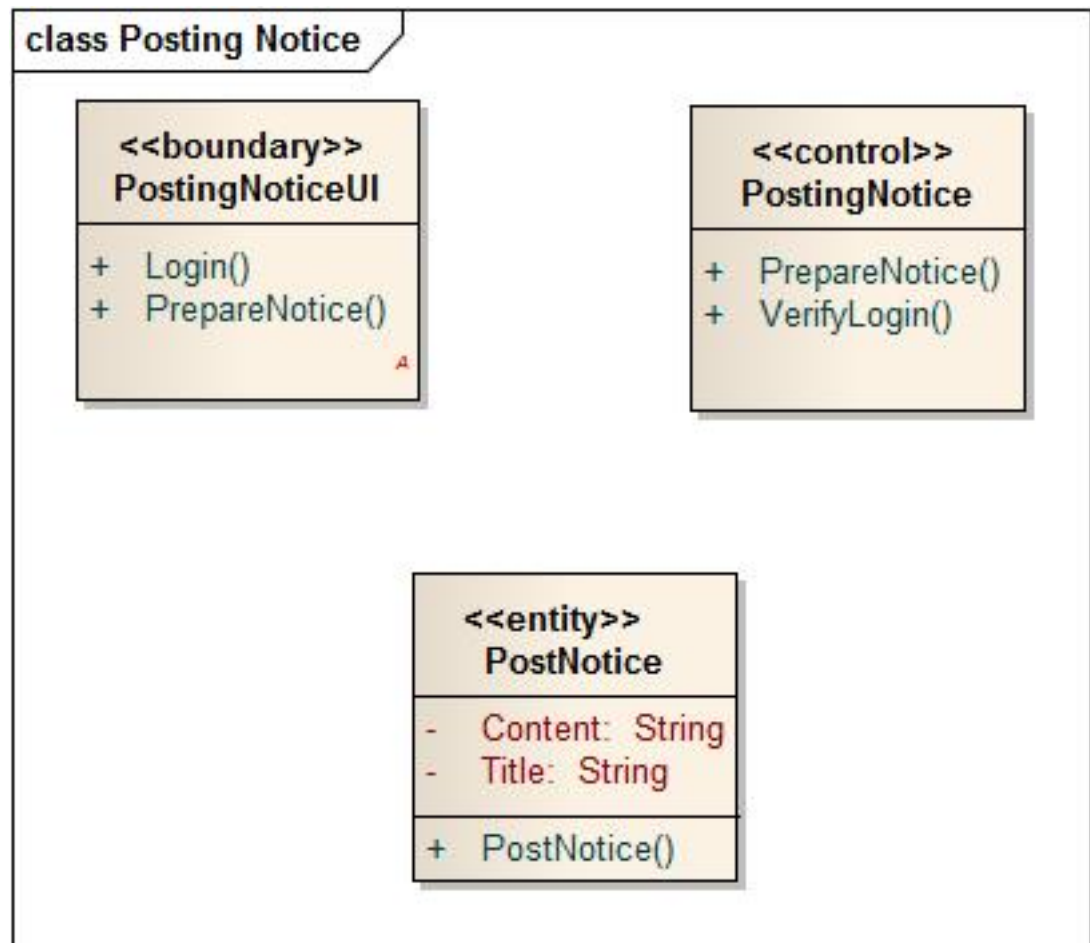 class Posting Notice
<<boundary>>
PostingNoticeUI
+ Login()
+ PrepareNotice()
A
<<control>>
PostingNotice
+ PrepareNotice()
+ VerifyLogin()
<<entity>>
PostNotice
- Content: String
- Title: String
+ PostNotice()